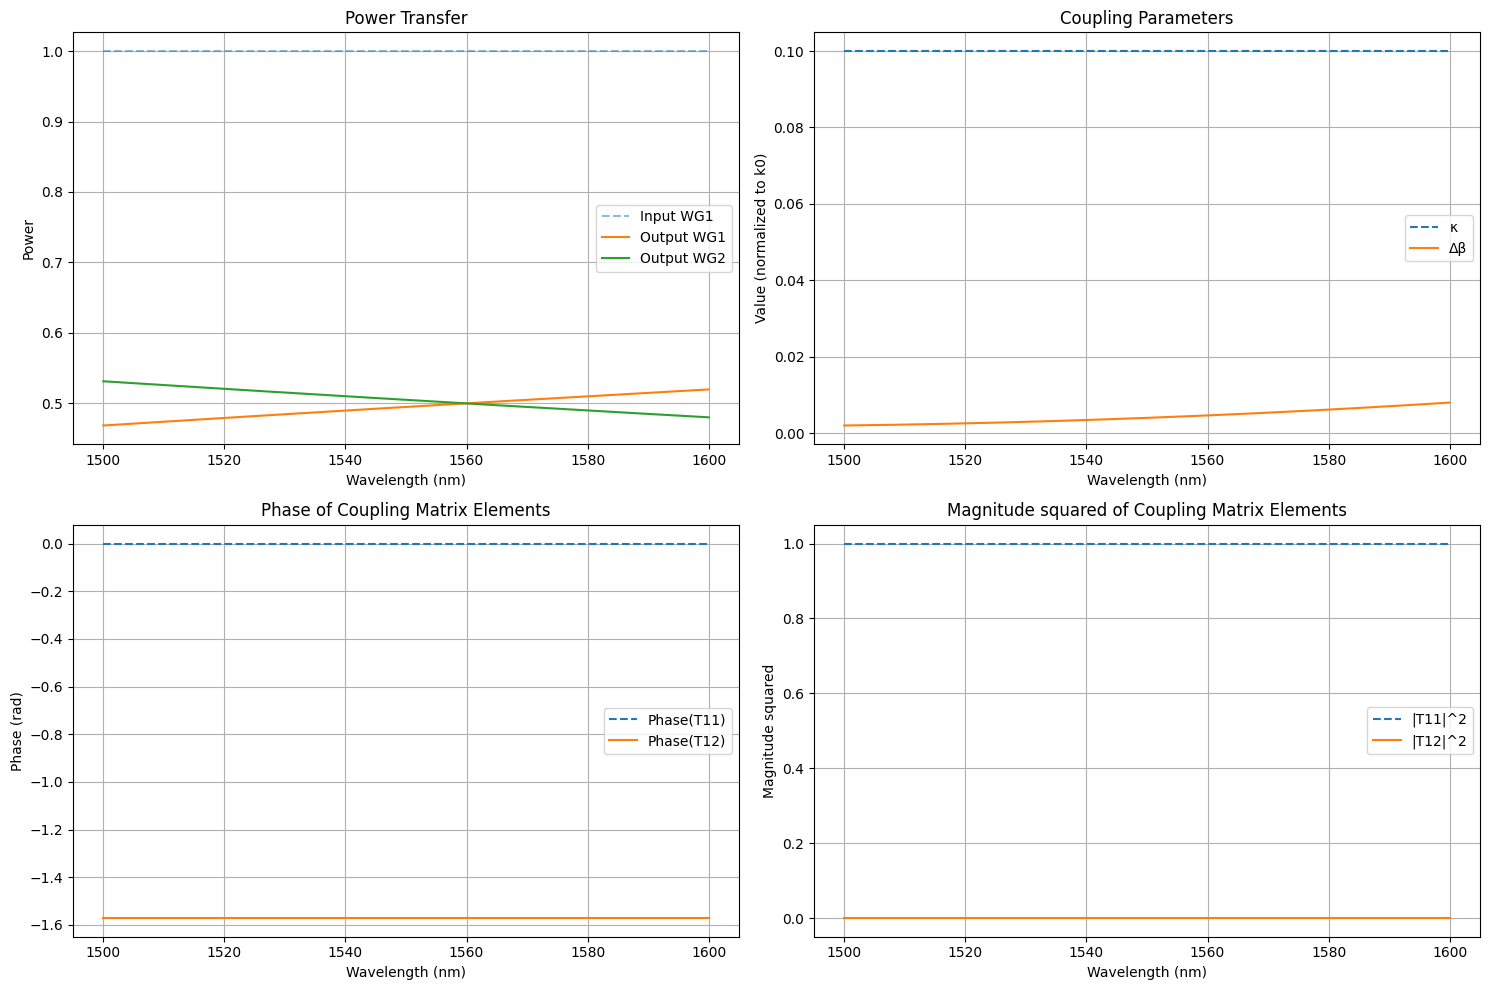 Power Transfer
1.0
0.9
0.8
0.7
0.6
0.5
Power
Input WG1
Output WG1
Output WG2
1500 1520 1540 1560 1580 1600
Wavelength (nm)
Coupling Parameters
0.10
0.08
0.06
0.04
0.02
0.00
Value (normalized to k0)
κ
Δβ
1500 1520 1540 1560 1580 1600
Wavelength (nm)
Phase of Coupling Matrix Elements
0.0
−0.2
−0.4
−0.6
−0.8
−1.0
−1.2
−1.4
−1.6
Phase (rad)
Phase(T11)
Phase(T12)
1500 1520 1540 1560 1580 1600
Wavelength (nm)
Magnitude squared of Coupling Matrix Elements
1.0
0.8
0.6
0.4
0.2
0.0
Magnitude squared
|T11|^2
|T12|^2
1500 1520 1540 1560 1580 1600
Wavelength (nm)